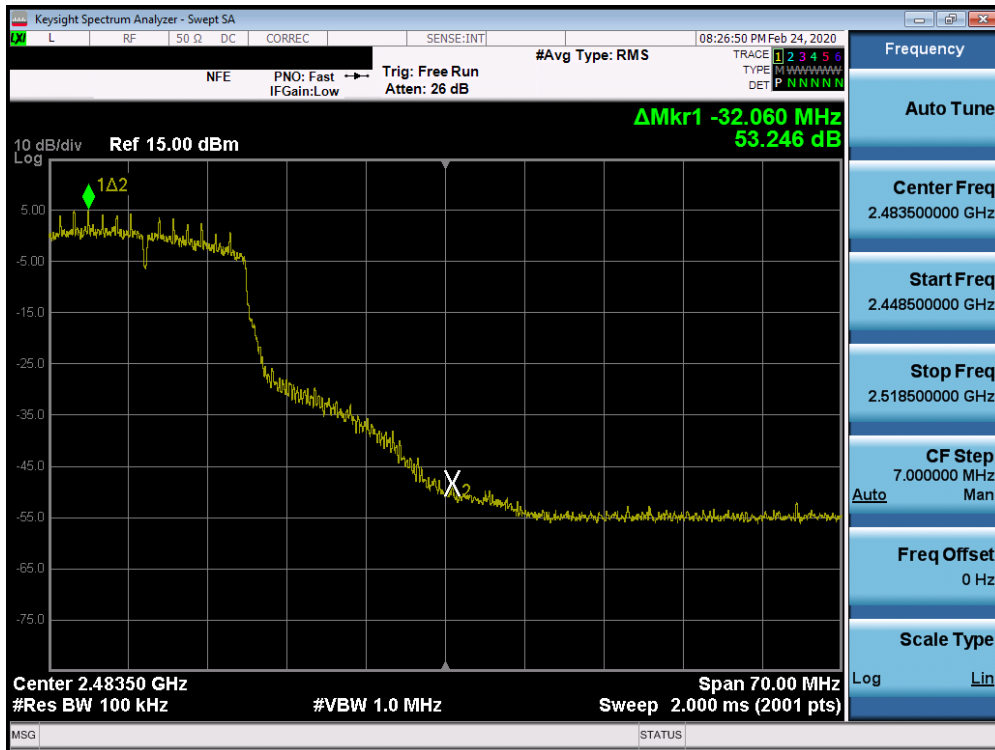 Keysight Spectrum Analyzer - Swept SA
LXI L RF 50 Ω DC CORREC SENSE:INT 08:26:50 PM Feb 24, 2020
NFE PNO: Fast Trig: Free Run #Avg Type: RMS TRACE 1 2 3 4 5 6
IFGain:Low Atten: 26 dB TYPE M WWWWWW
DET P N N N N N
ΔMkr1 -32.060 MHz
53.246 dB
10 dB/div Ref 15.00 dBm
Log
1Δ2
5.00
-5.00
-15.0
-25.0
-35.0
-45.0
X2
-55.0
-65.0
-75.0
Center 2.48350 GHz Span 70.00 MHz
#Res BW 100 kHz #VBW 1.0 MHz Sweep 2.000 ms (2001 pts)
MSG STATUS
Frequency
Auto Tune
Center Freq
2.483500000 GHz
Start Freq
2.448500000 GHz
Stop Freq
2.518500000 GHz
CF Step
7.000000 MHz
Auto Man
Freq Offset
0 Hz
Scale Type
Log Lin